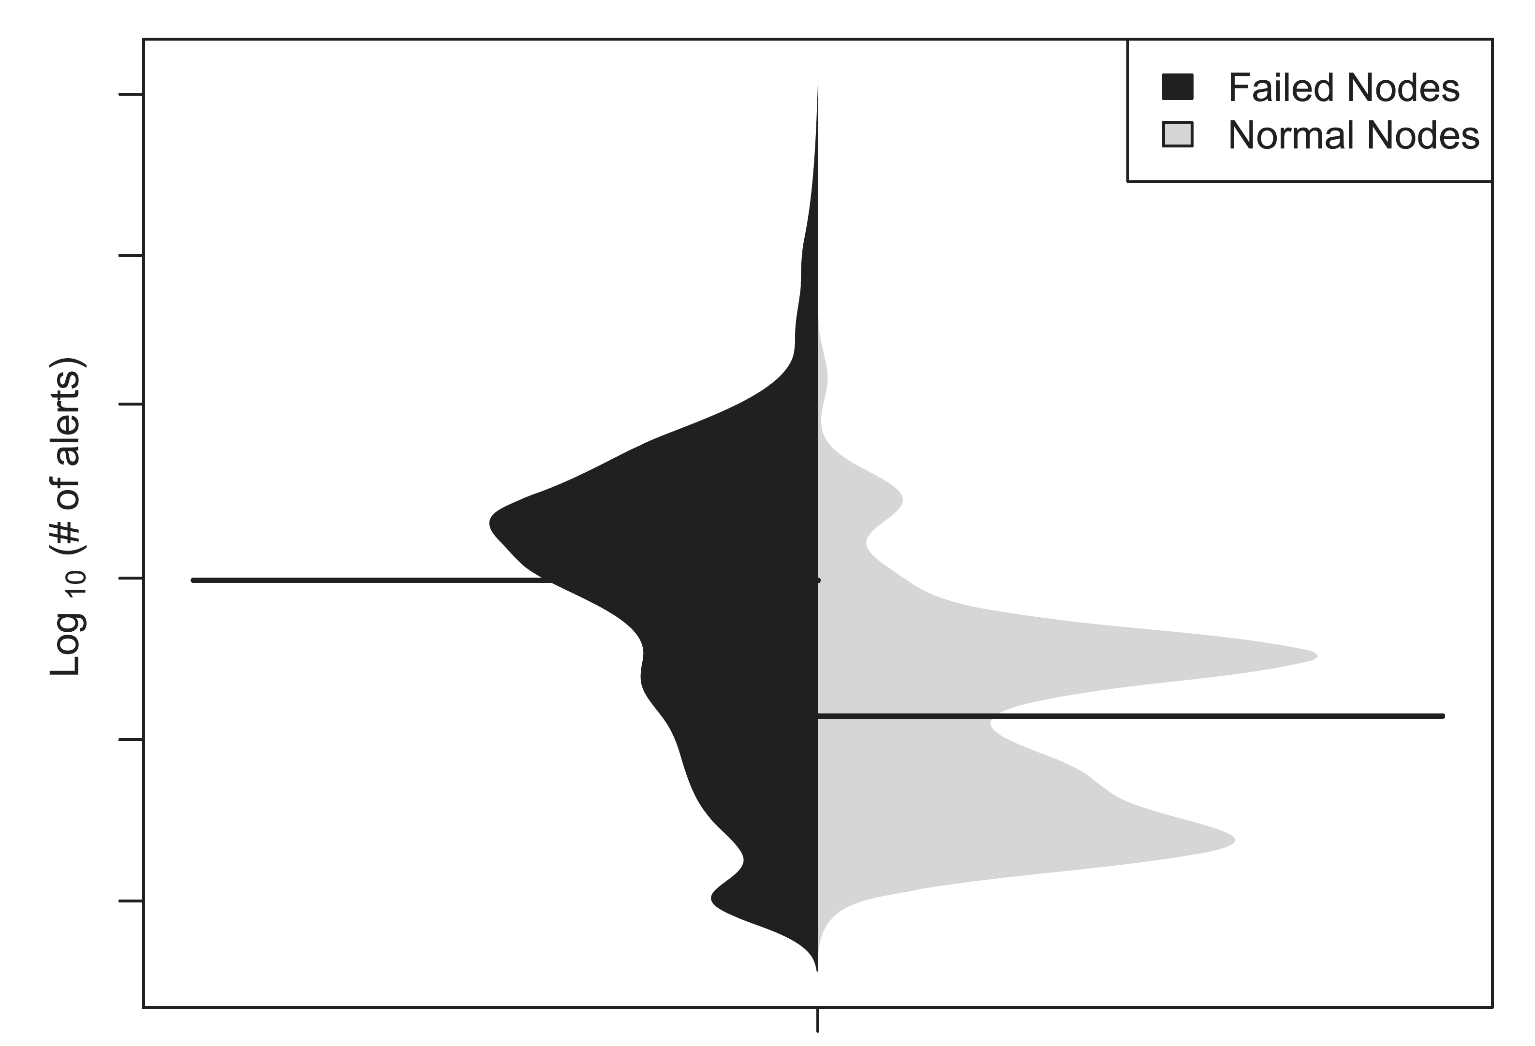 Failed Nodes
Normal Nodes
Log 10 (# of alerts)